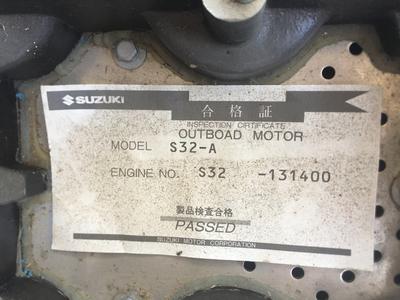 SUZUKI
合格証
INSPECTION CERTIFICATE
OUTBOAD MOTOR
MODEL S32-A
ENGINE NO. S32 -131400
製品検査合格
PASSED
SUZUKI MOTOR CORPORATION